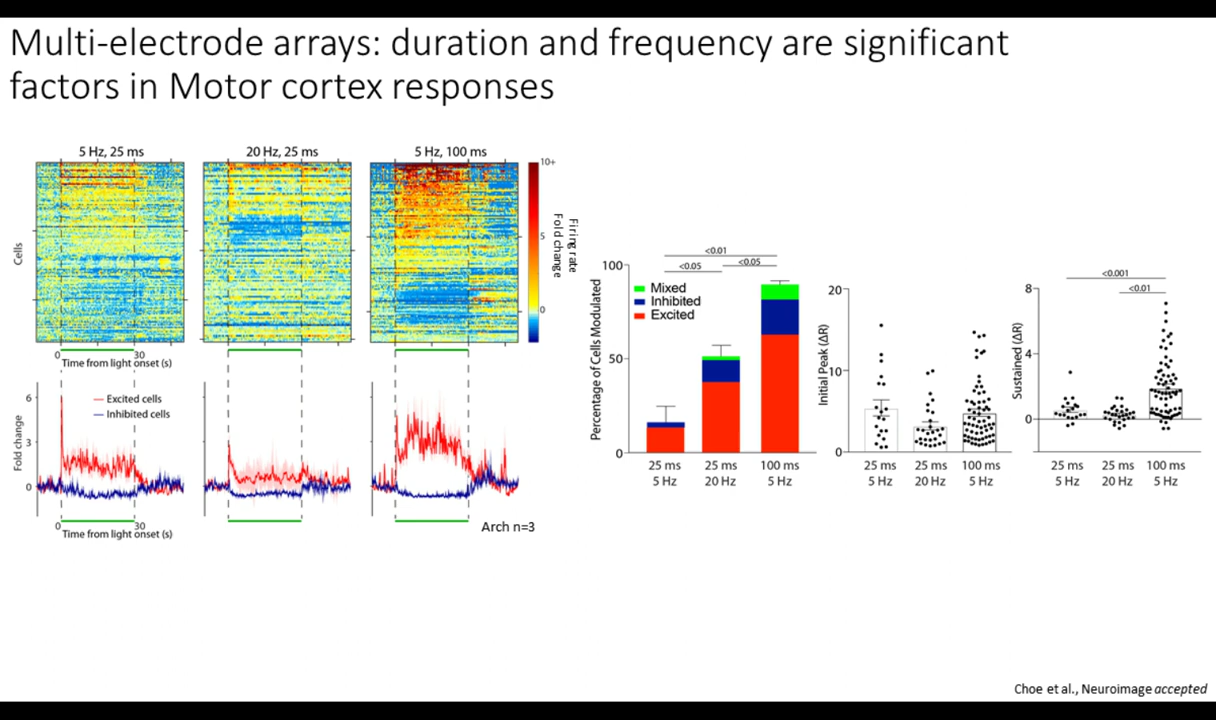 Multi-electrode arrays: duration and frequency are significant
factors in Motor cortex responses
5 Hz, 25 ms
20 Hz, 25 ms
5 Hz, 100 ms
Cells
10+
5
0
Firing rate
Fold change
0
30
Time from light onset (s)
Fold change
6
3
0
Excited cells
Inhibited cells
0
30
Time from light onset (s)
Arch n=3
Percentage of Cells Modulated
100
50
0
<0.01
<0.05
<0.05
Mixed
Inhibited
Excited
25 ms
5 Hz
25 ms
20 Hz
100 ms
5 Hz
Initial Peak (ΔR)
20
10
0
25 ms
5 Hz
25 ms
20 Hz
100 ms
5 Hz
Sustained (ΔR)
8
4
0
<0.001
<0.01
25 ms
5 Hz
25 ms
20 Hz
100 ms
5 Hz
Choe et al., Neuroimage accepted